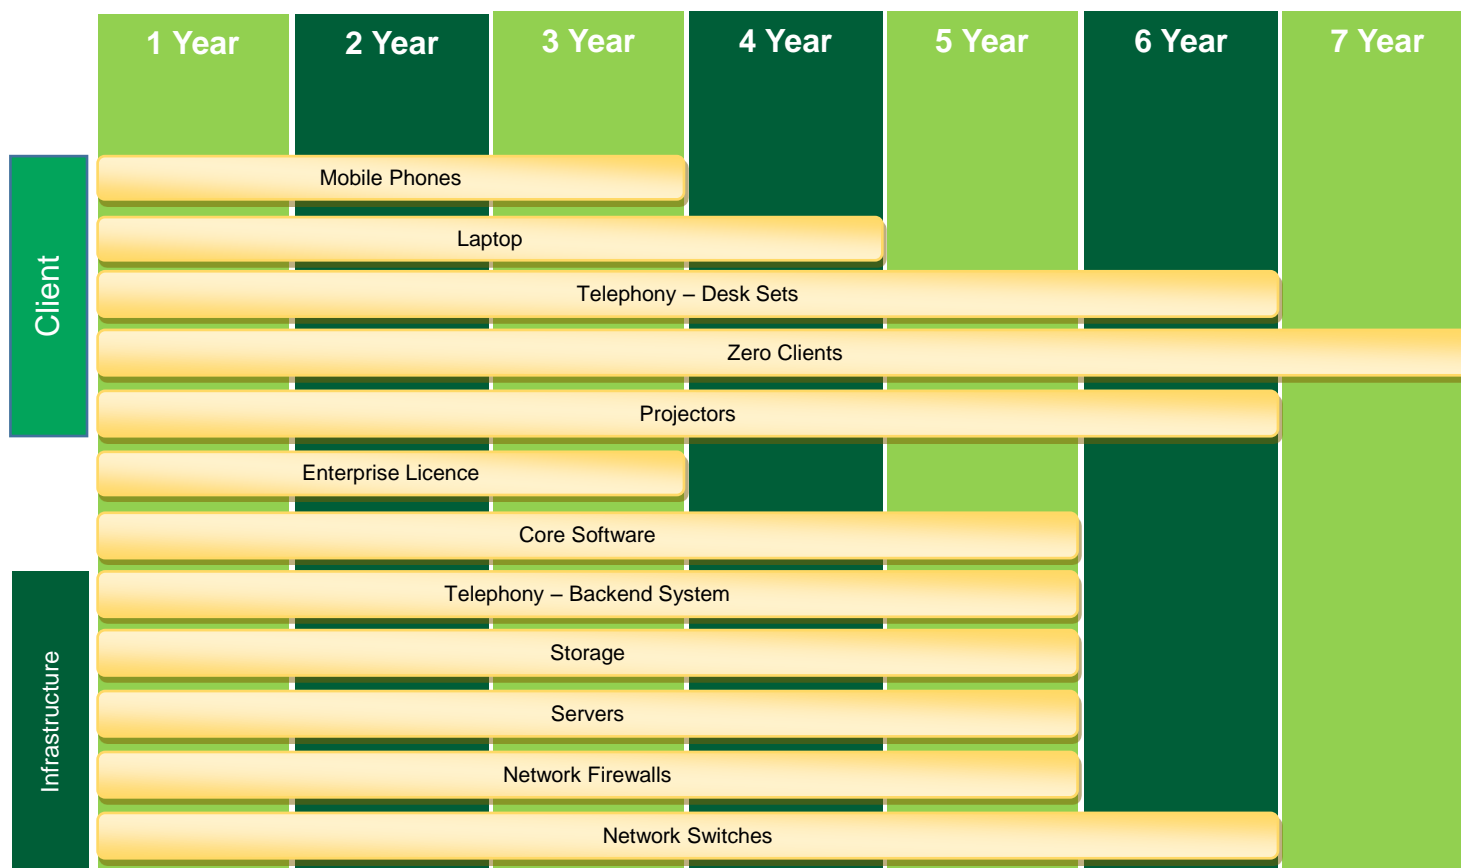 1 Year
2 Year
3 Year
4 Year
5 Year
6 Year
7 Year
Client
Mobile Phones
Laptop
Telephony – Desk Sets
Zero Clients
Projectors
Enterprise Licence
Core Software
Infrastructure
Telephony – Backend System
Storage
Servers
Network Firewalls
Network Switches